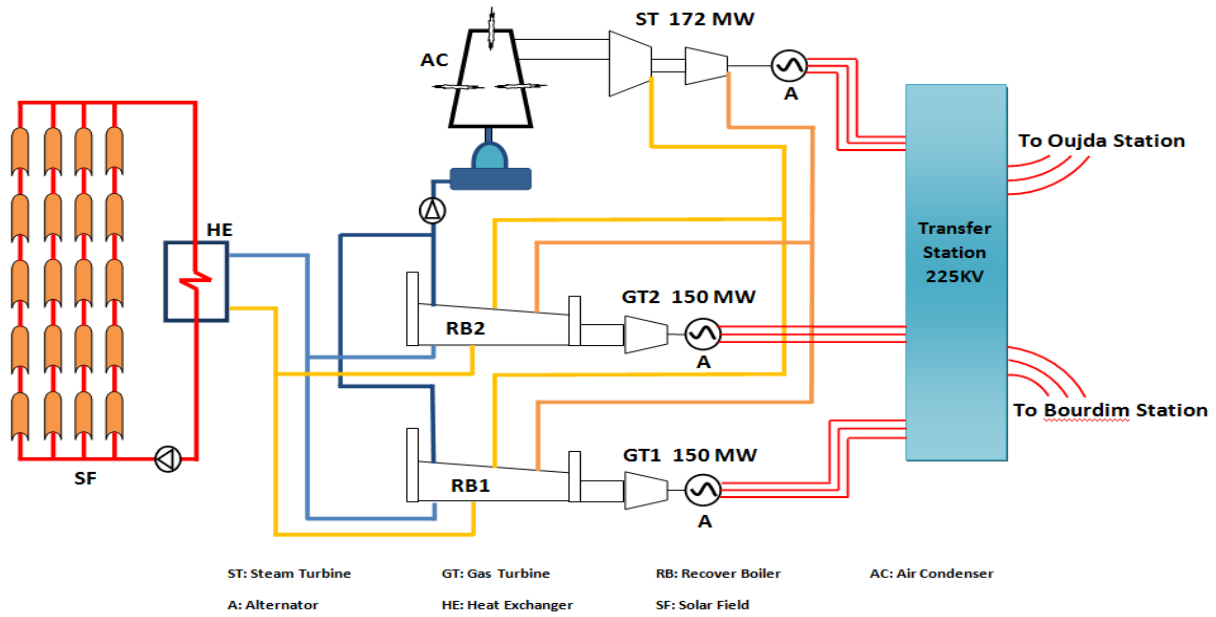 ST 172 MW
AC
A
To Oujda Station
HE
Transfer
Station
225KV
GT2 150 MW
RB2
A
To Bourdim Station
GT1 150 MW
SF
RB1
A
ST: Steam Turbine
GT: Gas Turbine
RB: Recover Boiler
AC: Air Condenser
A: Alternator
HE: Heat Exchanger
SF: Solar Field